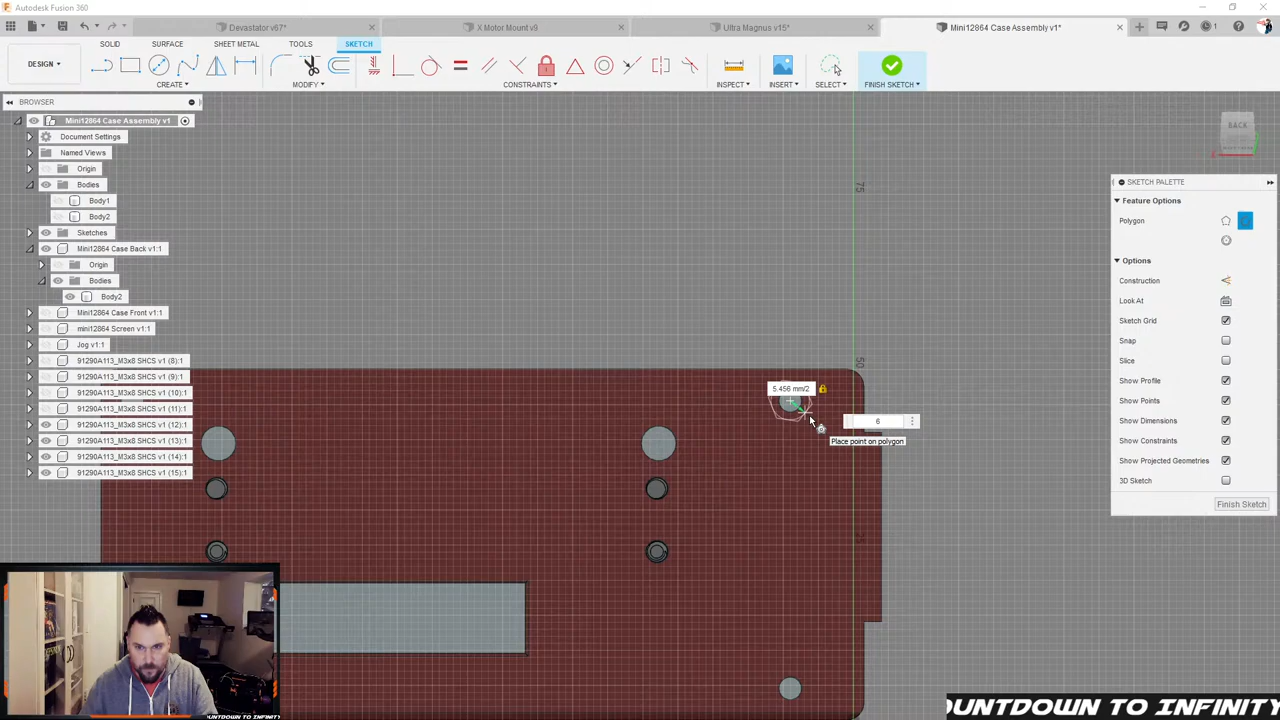 Autodesk Fusion 360
Devastator v67*
X Motor Mount v9
Ultra Magnus v15*
Mini12864 Case Assembly v1*
1
SOLID
SURFACE
SHEET METAL
TOOLS
SKETCH
DESIGN
CREATE
MODIFY
CONSTRAINTS
INSPECT
INSERT
SELECT
FINISH SKETCH
BROWSER
Mini12864 Case Assembly v1
Document Settings
Named Views
Origin
Bodies
Body1
Body2
Sketches
Mini12864 Case Back v1:1
Origin
Bodies
Body2
Mini12864 Case Front v1:1
mini12864 Screen v1:1
Jog v1:1
91290A113_M3x8 SHCS v1 (8):1
91290A113_M3x8 SHCS v1 (9):1
91290A113_M3x8 SHCS v1 (10):1
91290A113_M3x8 SHCS v1 (11):1
91290A113_M3x8 SHCS v1 (12):1
91290A113_M3x8 SHCS v1 (13):1
91290A113_M3x8 SHCS v1 (14):1
91290A113_M3x8 SHCS v1 (15):1
75
50
25
5.456 mm/2
6
Place point on polygon
BACK
SKETCH PALETTE
Feature Options
Polygon
Options
Construction
Look At
Sketch Grid
Snap
Slice
Show Profile
Show Points
Show Dimensions
Show Constraints
Show Projected Geometries
3D Sketch
Finish Sketch
OUNTDOWN TO INFINITY